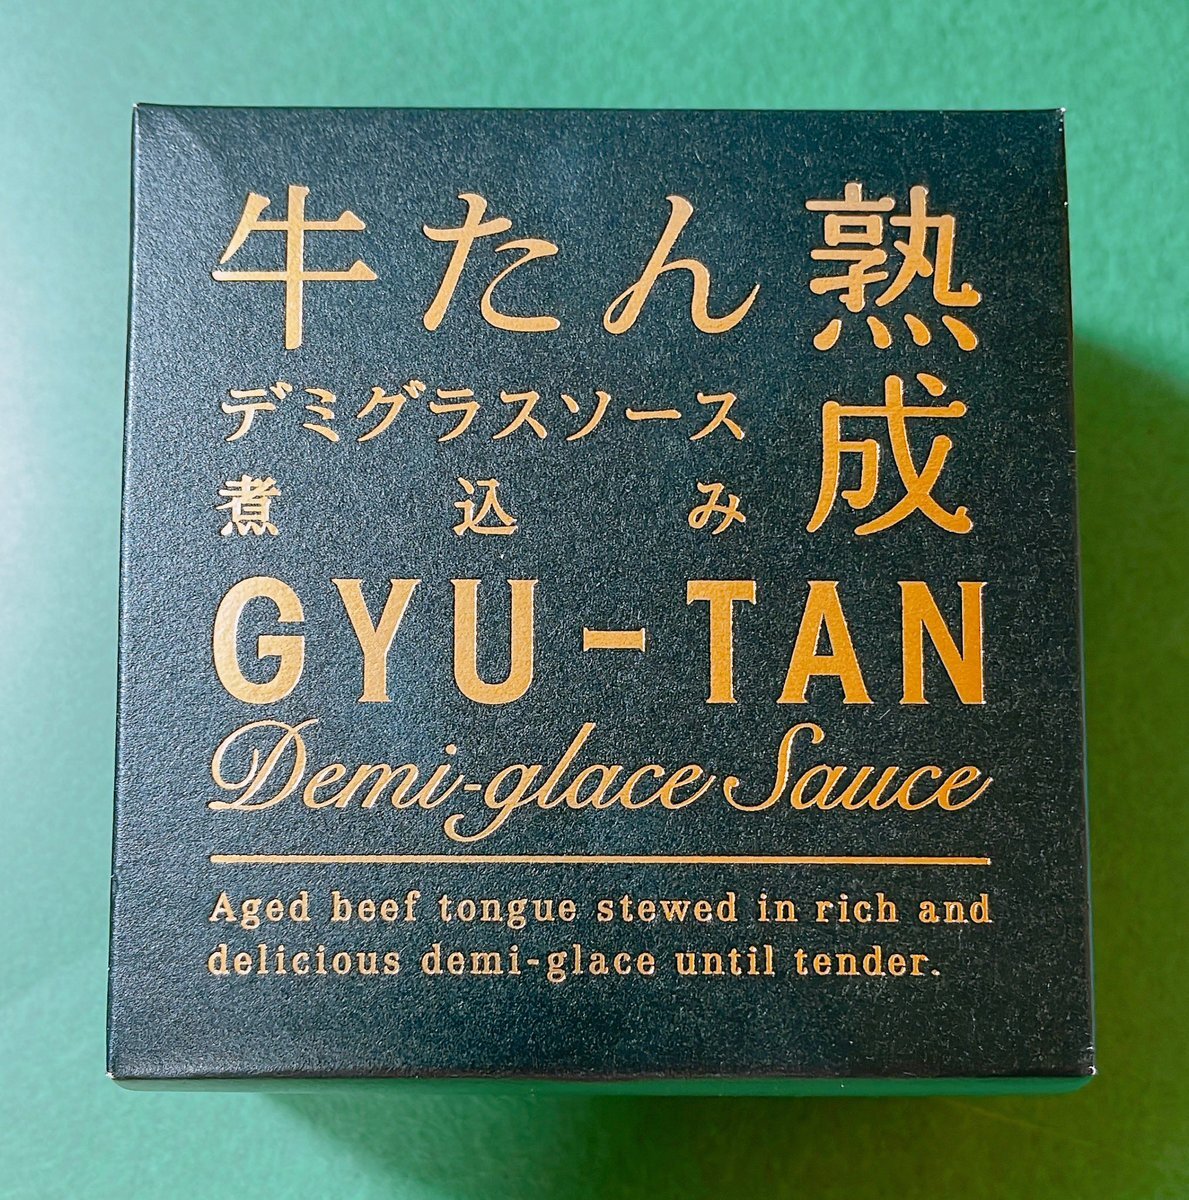 熟成
牛たん
デミグラスソース
煮込み
GYU-TAN
Demi-glace Sauce
Aged beef tongue stewed in rich and
delicious demi-glace until tender.